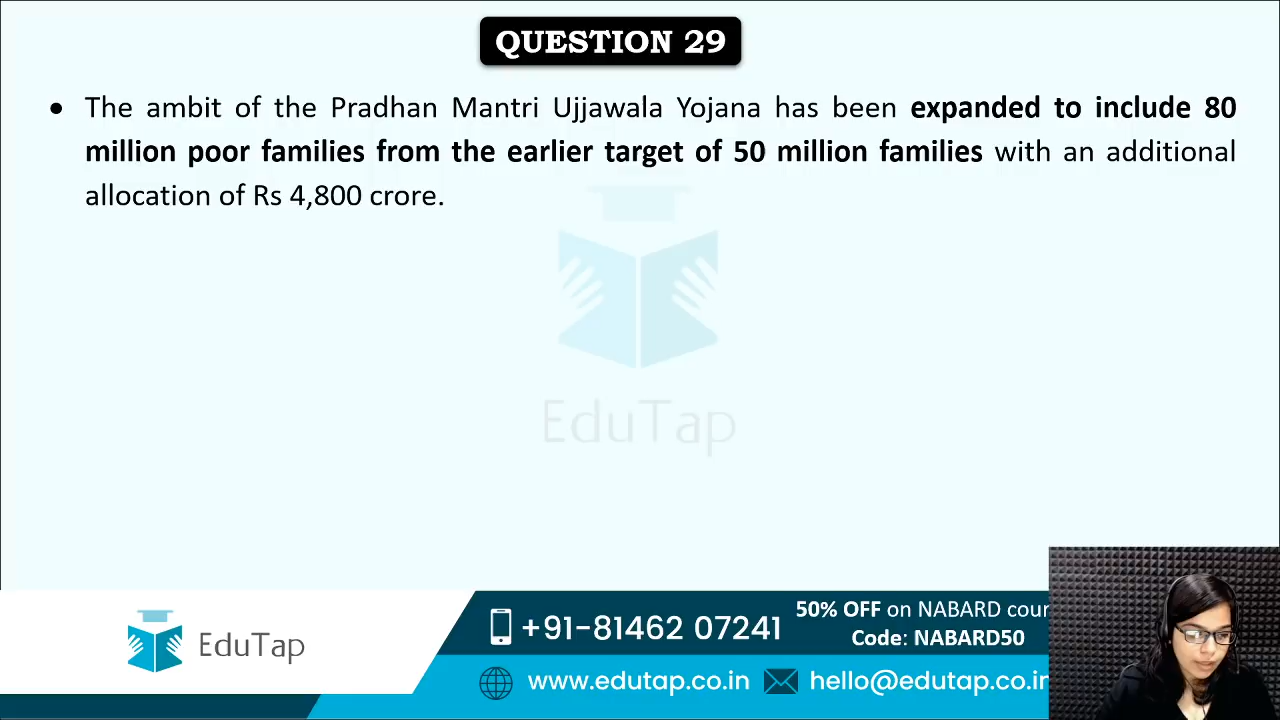 QUESTION 29
• The ambit of the Pradhan Mantri Ujjawala Yojana has been expanded to include 80
million poor families from the earlier target of 50 million families with an additional
allocation of Rs 4,800 crore.
EduTap
EduTap
+91-81462 07241
50% OFF on NABARD cour
Code: NABARD50
www.edutap.co.in
hello@edutap.co.in